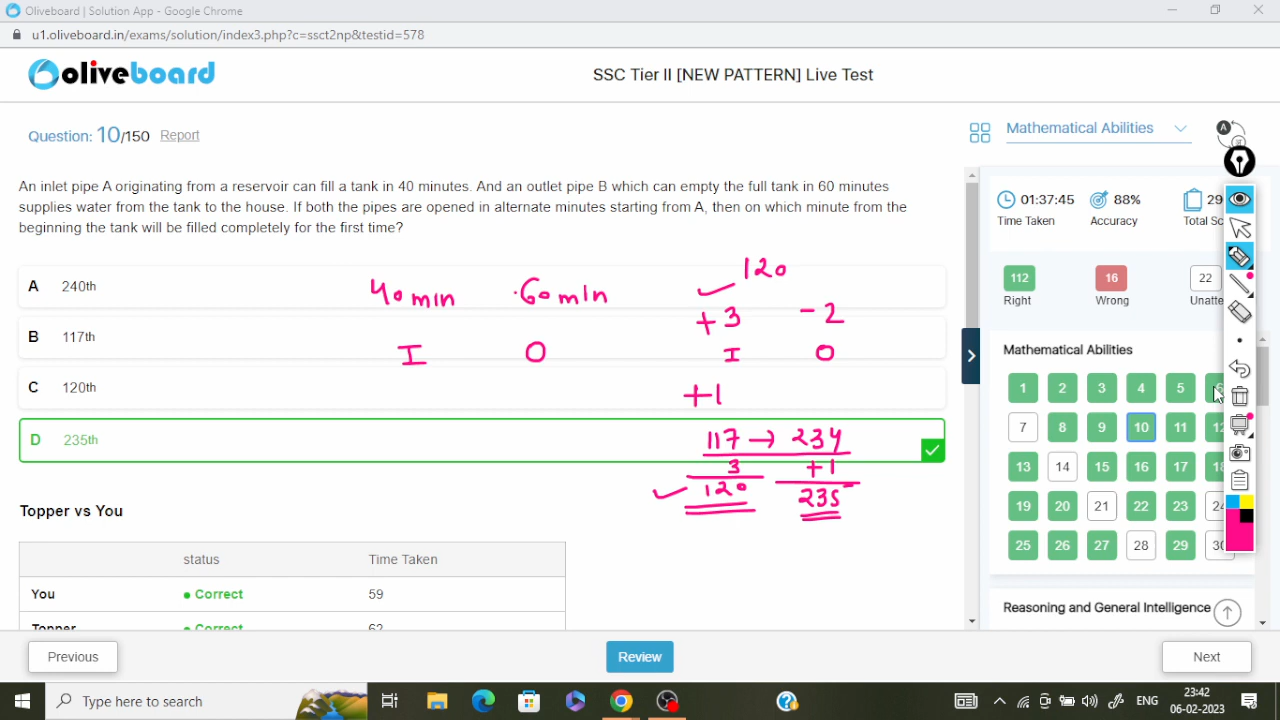 Oliveboard | Solution App - Google Chrome
u1.oliveboard.in/exams/solution/index3.php?c=ssct2np&testid=578
oliveboard
SSC Tier II [NEW PATTERN] Live Test
Question: 10/150 Report
Mathematical Abilities
An inlet pipe A originating from a reservoir can fill a tank in 40 minutes. And an outlet pipe B which can empty the full tank in 60 minutes
supplies water from the tank to the house. If both the pipes are opened in alternate minutes starting from A, then on which minute from the
beginning the tank will be filled completely for the first time?
A 240th
B 117th
C 120th
D 235th
40 min 60 min 120
+3 -2
I O I O
+1
117 → 234
3 +1
120 235
Topper vs You
status Time Taken
You Correct 59
Topper Correct 62
01:37:45 88% 29
Time Taken Accuracy Total Sc
112 16 22
Right Wrong Unatte
Mathematical Abilities
1 2 3 4 5 6
7 8 9 10 11 12
13 14 15 16 17 18
19 20 21 22 23 24
25 26 27 28 29 30
Reasoning and General Intelligence
Previous Review Next
Type here to search
ENG
23:42
06-02-2023